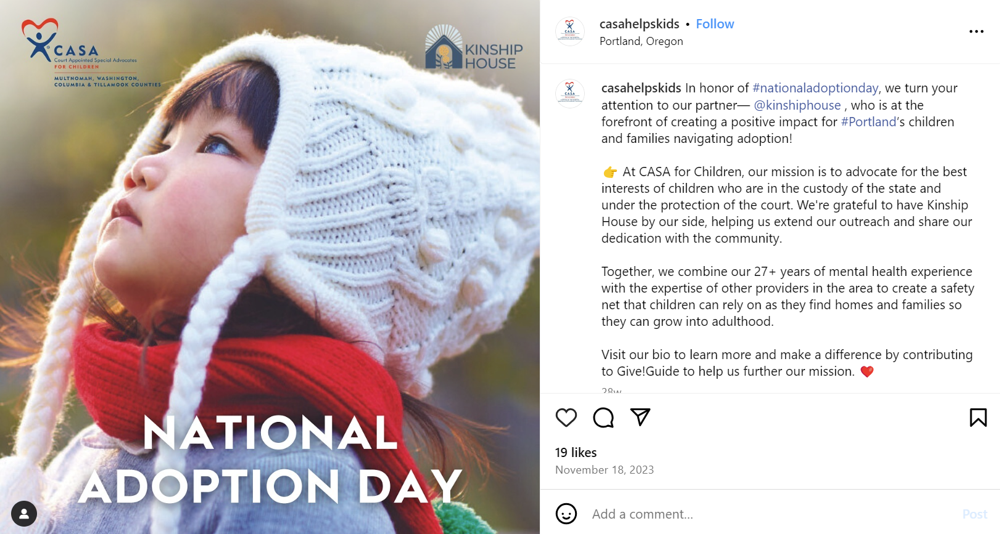 CASA
Court Appointed Special Advocates
FOR CHILDREN
MULTNOMAH, WASHINGTON,
COLUMBIA & TILLAMOOK COUNTIES
KINSHIP
HOUSE
NATIONAL
ADOPTION DAY
casahelpskids • Follow
Portland, Oregon
casahelpskids In honor of #nationaladoptionday, we turn your
attention to our partner— @kinshiphouse , who is at the
forefront of creating a positive impact for #Portland’s children
and families navigating adoption!
👉 At CASA for Children, our mission is to advocate for the best
interests of children who are in the custody of the state and
under the protection of the court. We're grateful to have Kinship
House by our side, helping us extend our outreach and share our
dedication with the community.
Together, we combine our 27+ years of mental health experience
with the expertise of other providers in the area to create a safety
net that children can rely on as they find homes and families so
they can grow into adulthood.
Visit our bio to learn more and make a difference by contributing
to Give!Guide to help us further our mission. ❤️
28w
19 likes
November 18, 2023
Add a comment...
Post